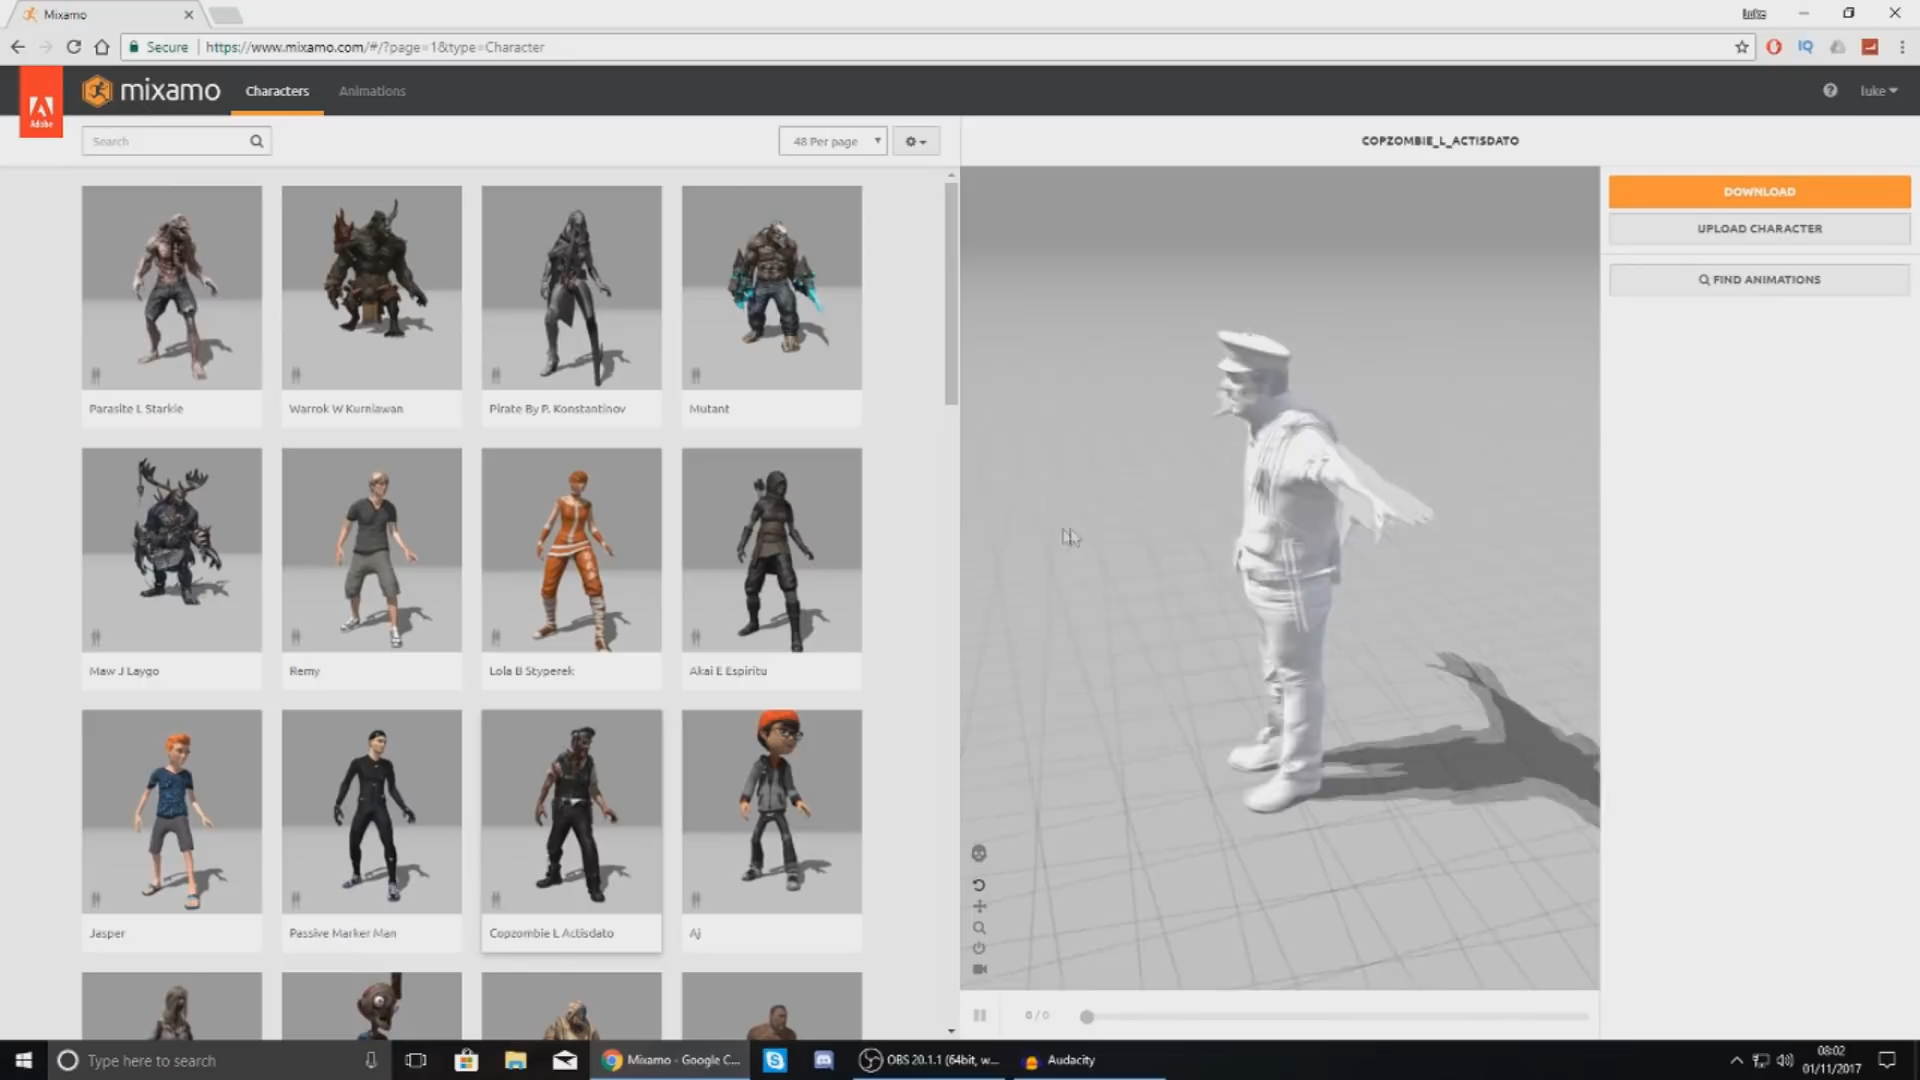 Mixamo
Secure
https://www.mixamo.com/#/?page=1&type=Character
Adobe
mixamo
Characters
Animations
luke
Search
48 Per page
COPZOMBIE_L_ACTISDATO
DOWNLOAD
UPLOAD CHARACTER
FIND ANIMATIONS
Parasite L Starkie
Warrok W Kurniawan
Pirate By P. Konstantinov
Mutant
Maw J Laygo
Remy
Lola B Styperek
Akai E Espiritu
Jasper
Passive Marker Man
Copzombie L Actisdato
Aj
0 / 0
Type here to search
Mixamo - Google C...
OBS 20.1.1 (64bit, w...
Audacity
08:02
01/11/2017